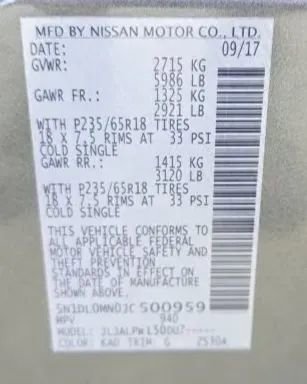 MFD BY NISSAN MOTOR CO., LTD.
DATE: 09/17
GVWR: 2715 KG
5986 LB
GAWR FR.: 1325 KG
2921 LB
WITH P235/65R18 TIRES
18 X 7.5 RIMS AT 33 PSI
COLD SINGLE
GAWR RR: 1415 KG
3120 LB
WITH P235/65R18 TIRES
18 X 7.5 RIMS AT 33 PSI
COLD SINGLE
THIS VEHICLE CONFORMS TO
ALL APPLICABLE FEDERAL
MOTOR VEHICLE SAFETY AND
THEFT PREVENTION STANDARDS
IN EFFECT ON THE DATE OF
MANUFACTURE SHOWN ABOVE
5N1DL0MN0JC500959
MPV 940
MODEL:
COLOR: KAD TRIM: G 25304